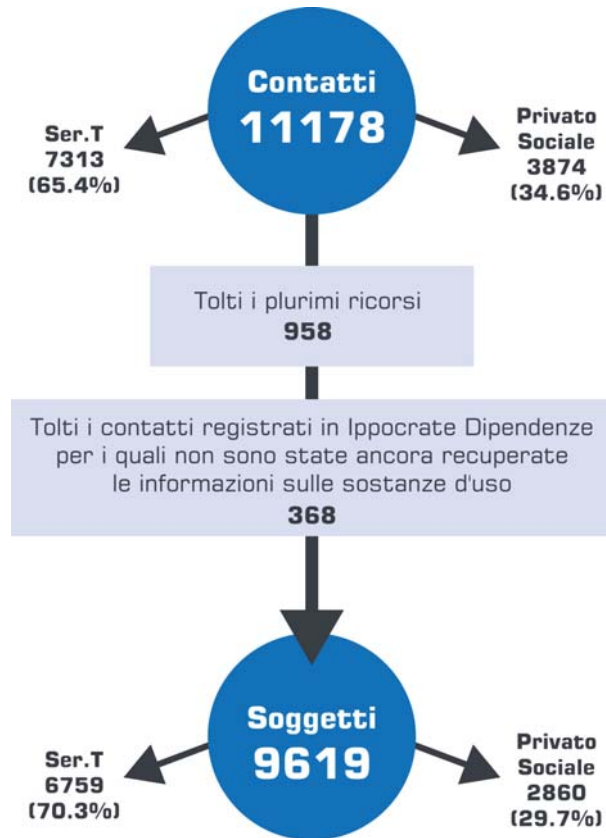 Contatti
11178
Ser.T
7313
(65.4%)
Privato
Sociale
3874
(34.6%)
Tolti i plurimi ricorsi
958
Tolti i contatti registrati in Ippocrate Dipendenze
per i quali non sono state ancora recuperate
le informazioni sulle sostanze d'uso
368
Soggetti
9619
Ser.T
6759
(70.3%)
Privato
Sociale
2860
(29.7%)